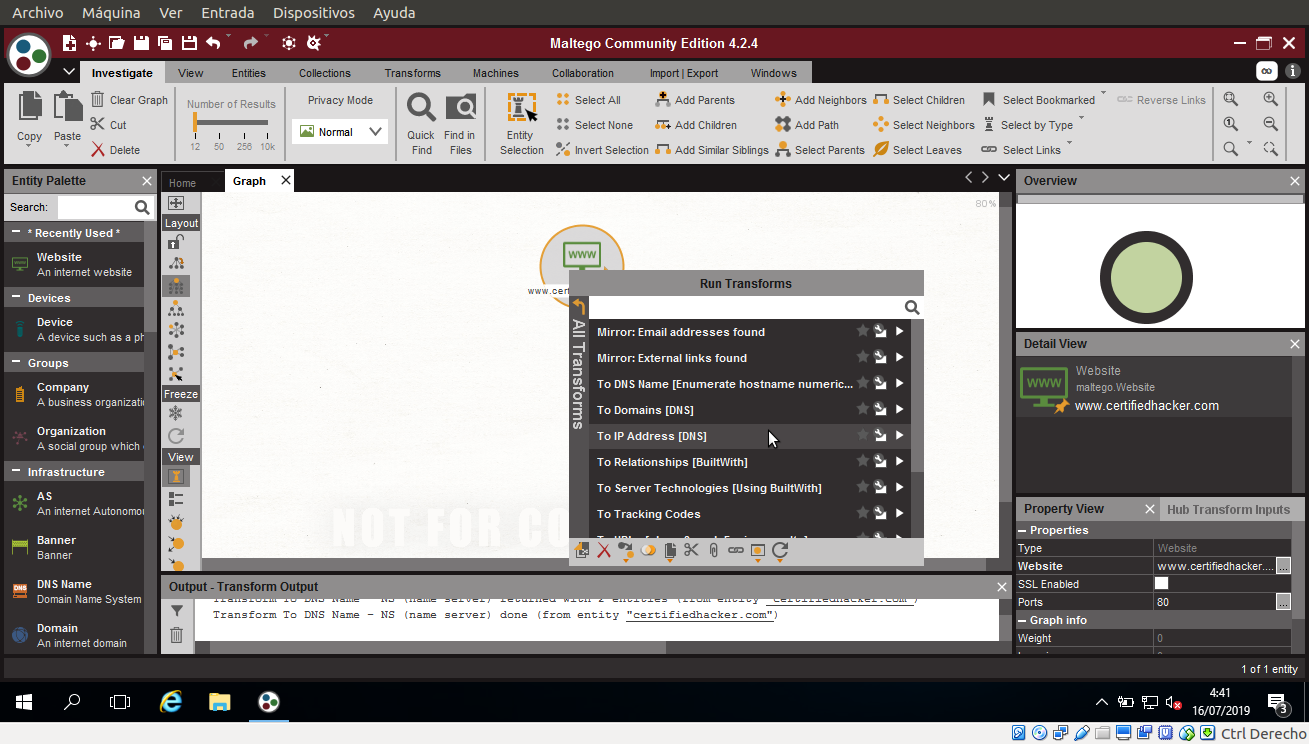 Archivo Máquina Ver Entrada Dispositivos Ayuda
Maltego Community Edition 4.2.4
Investigate View Entities Collections Transforms Machines Collaboration Import | Export Windows
Copy
Paste
Clear Graph
Cut
Delete
Number of Results
12 50 256 10k
Privacy Mode
Normal
Quick Find
Find in Files
Entity Selection
Select All
Select None
Invert Selection
Add Parents
Add Children
Add Similar Siblings
Add Neighbors
Add Path
Select Parents
Select Children
Select Neighbors
Select Leaves
Select Bookmarked
Select by Type
Select Links
Reverse Links
Entity Palette
Search:
* Recently Used *
Website
An internet website
Devices
Device
A device such as a ph
Groups
Company
A business organizati
Organization
A social group which
Infrastructure
AS
An internet Autonomo
Banner
Banner
DNS
DNS Name
Domain Name System
Domain
An internet domain
Home
Graph
Layout
Freeze
View
80%
WWW
www.cert
NOT FOR CO
Run Transforms
All Transforms
Mirror: Email addresses found
Mirror: External links found
To DNS Name [Enumerate hostname numeric...
To Domains [DNS]
To IP Address [DNS]
To Relationships [BuiltWith]
To Server Technologies [Using BuiltWith]
To Tracking Codes
Output - Transform Output
Transform To DNS Name - NS (name server) returned with 2 entities (from entity "certifiedhacker.com")
Transform To DNS Name - NS (name server) done (from entity "certifiedhacker.com")
Overview
Detail View
WWW
Website
maltego.Website
www.certifiedhacker.com
Property View
Hub Transform Inputs
Properties
Type Website
Website www.certifiedhacker.... ...
SSL Enabled
Ports 80 ...
Graph info
Weight 0
1 of 1 entity
4:41
16/07/2019
3
Ctrl Derecho